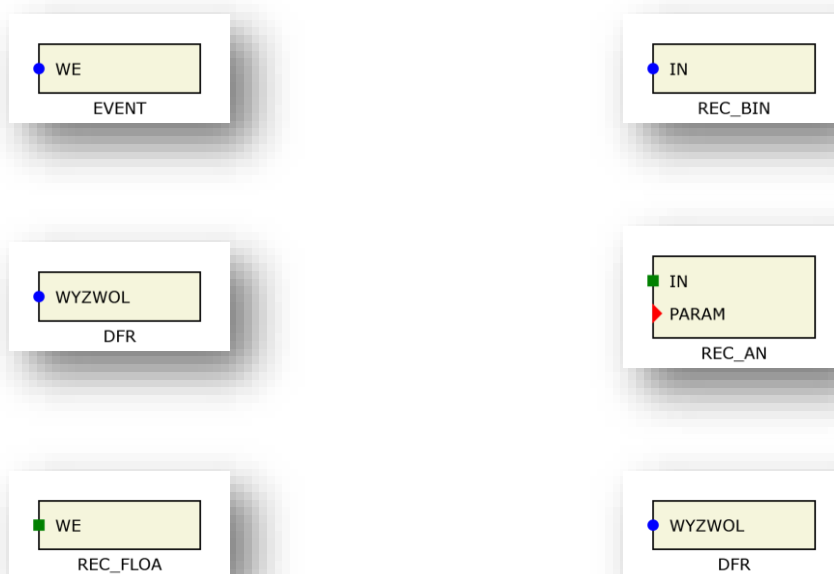 WE
EVENT
IN
REC_BIN
WYZWOL
DFR
IN
PARAM
REC_AN
WE
REC_FLOA
WYZWOL
DFR